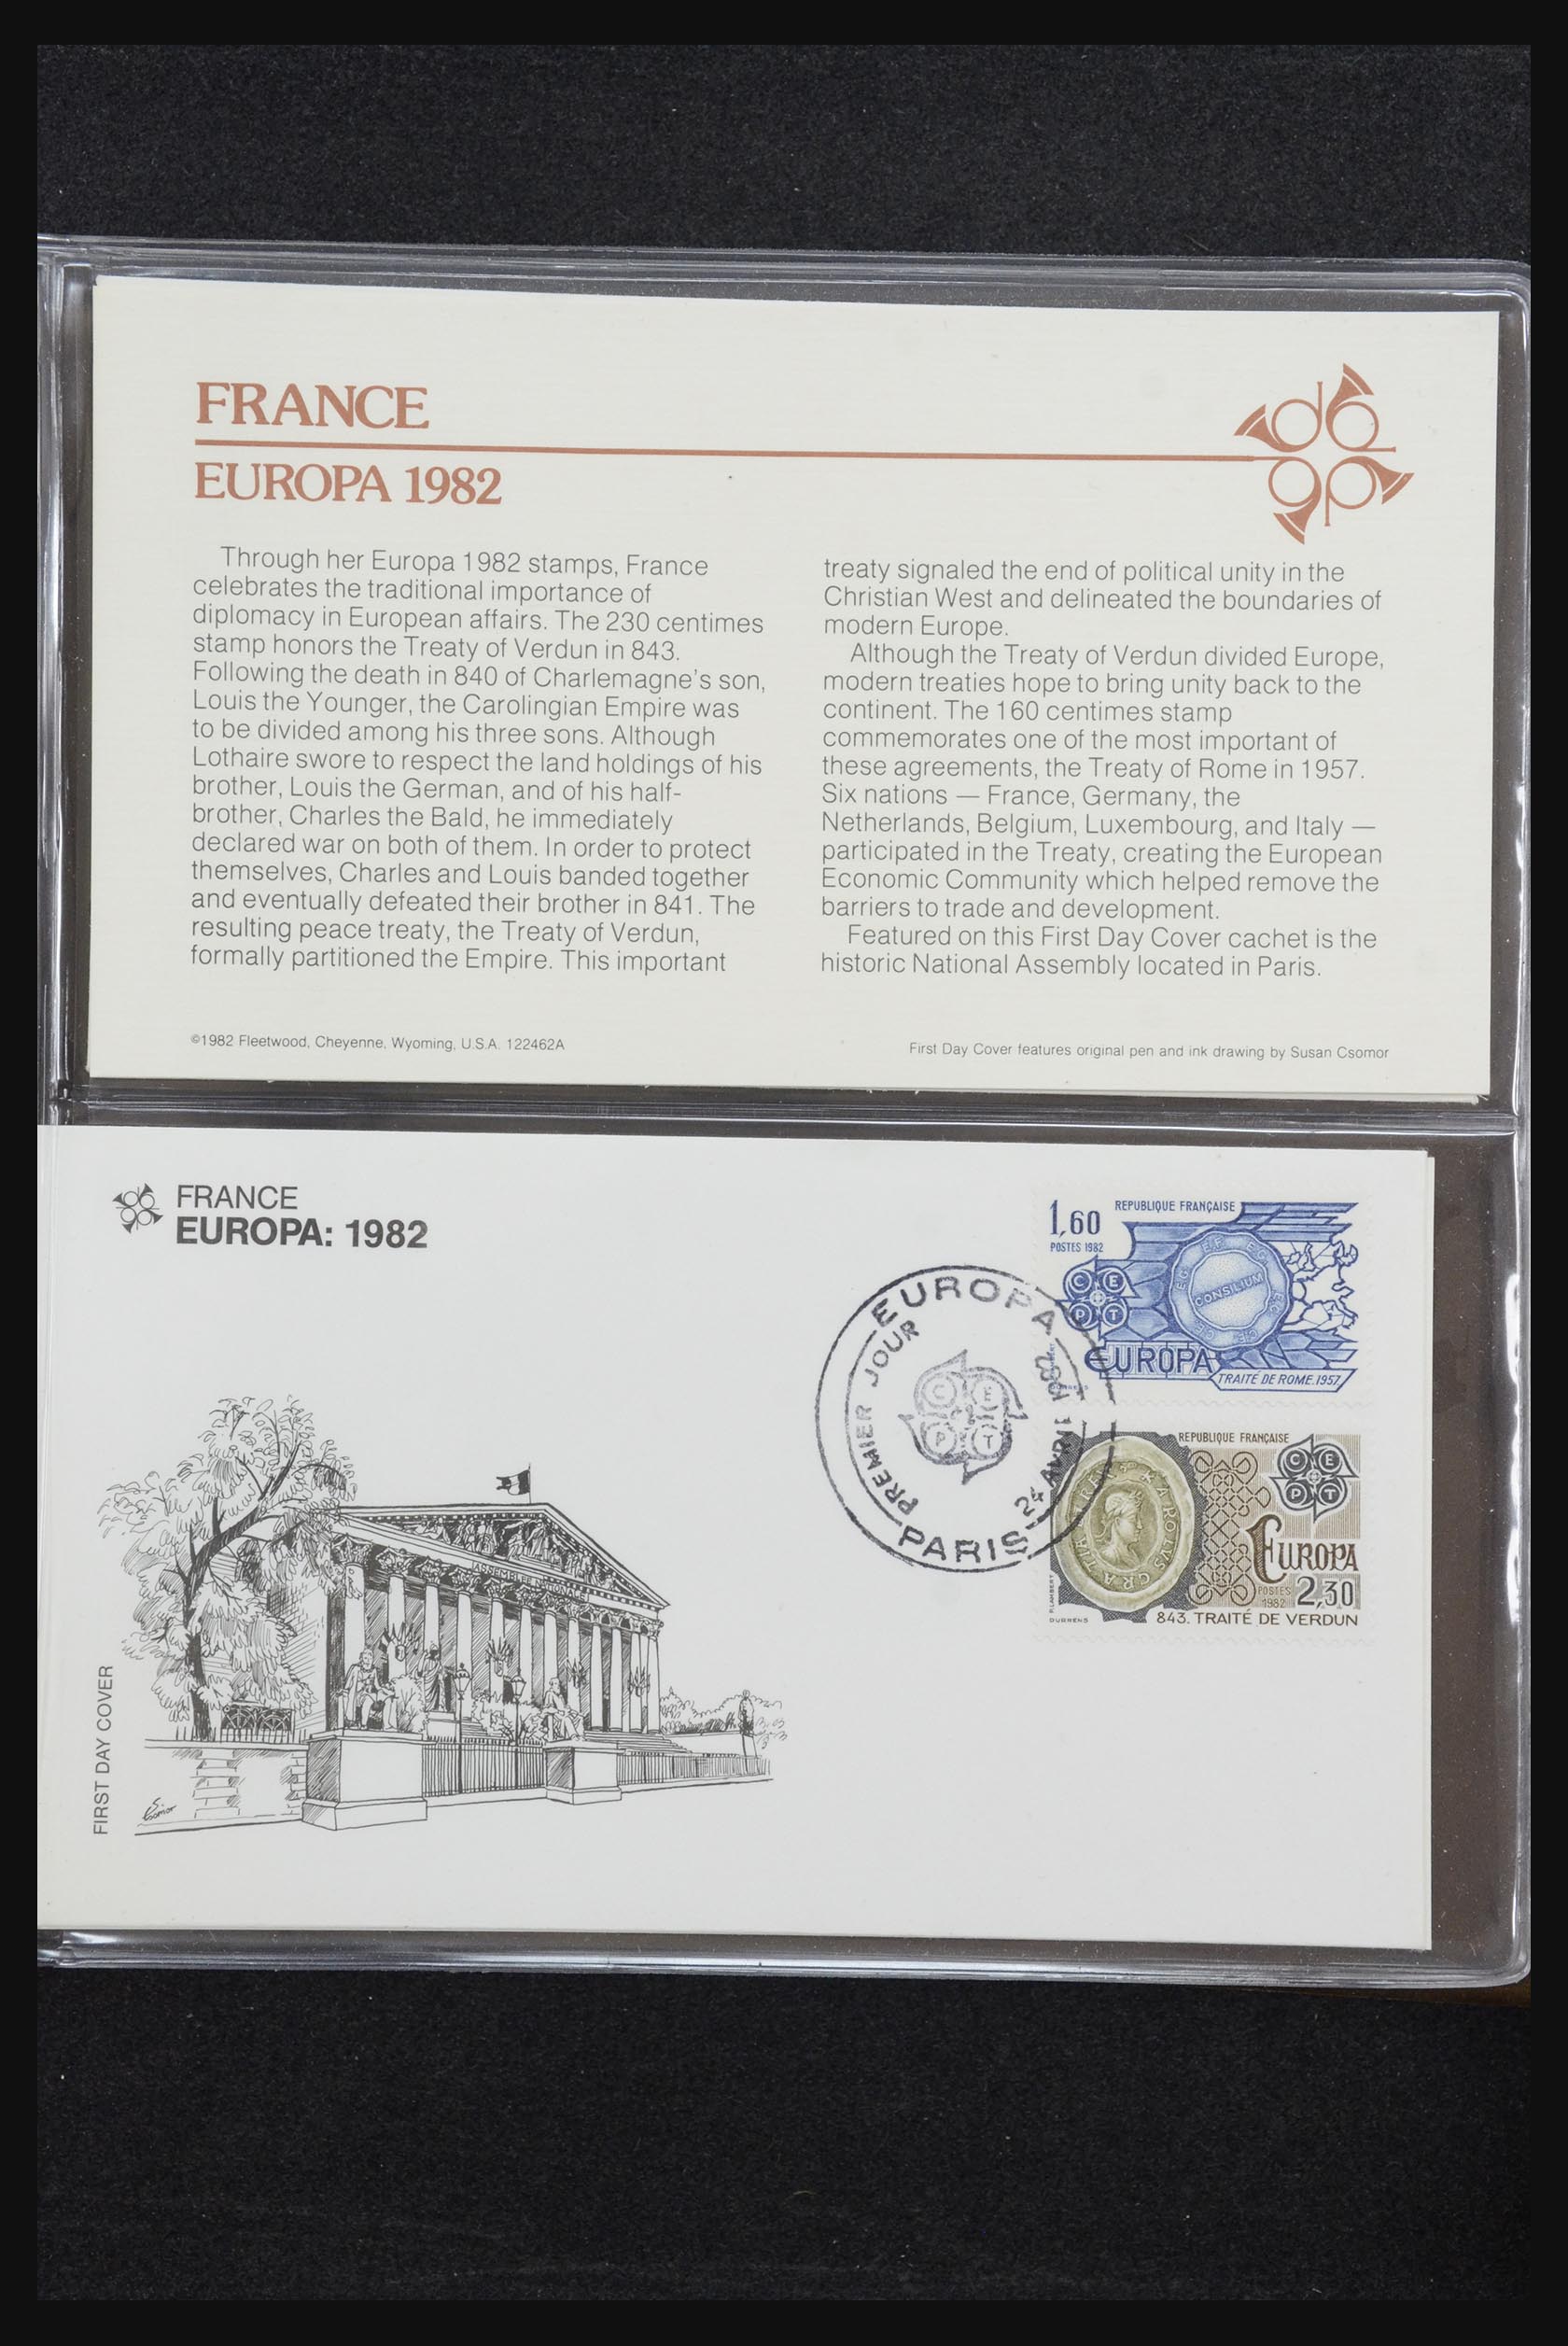 FRANCE
EUROPA 1982
Through her Europa 1982 stamps, France
celebrates the traditional importance of
diplomacy in European affairs. The 230 centimes
stamp honors the Treaty of Verdun in 843.
Following the death in 840 of Charlemagne's son,
Louis the Younger, the Carolingian Empire was
to be divided among his three sons. Although
Lothaire swore to respect the land holdings of his
brother, Louis the German, and of his half-
brother, Charles the Bald, he immediately
declared war on both of them. In order to protect
themselves, Charles and Louis banded together
and eventually defeated their brother in 841. The
resulting peace treaty, the Treaty of Verdun,
formally partitioned the Empire. This important
treaty signaled the end of political unity in the
Christian West and delineated the boundaries of
modern Europe.
Although the Treaty of Verdun divided Europe,
modern treaties hope to bring unity back to the
continent. The 160 centimes stamp
commemorates one of the most important of
these agreements, the Treaty of Rome in 1957.
Six nations — France, Germany, the
Netherlands, Belgium, Luxembourg, and Italy —
participated in the Treaty, creating the European
Economic Community which helped remove the
barriers to trade and development.
Featured on this First Day Cover cachet is the
historic National Assembly located in Paris.
©1982 Fleetwood, Cheyenne, Wyoming, U.S.A. 122462A
First Day Cover features original pen and ink drawing by Susan Csomor
FRANCE
EUROPA: 1982
FIRST DAY COVER
S. Csomor
EUROPA
PREMIER JOUR
24 AVRIL 1982
PARIS
C E
P T
1,60
POSTES 1982
REPUBLIQUE FRANÇAISE
C E
P T
CONSILIUM
EUROPA
TRAITÉ DE ROME.1957
REPUBLIQUE FRANÇAISE
C E
P T
KAROLVS
EUROPA
POSTES
1982
2,30
P. LAMBERT
DURRENS
843. TRAITÉ DE VERDUN